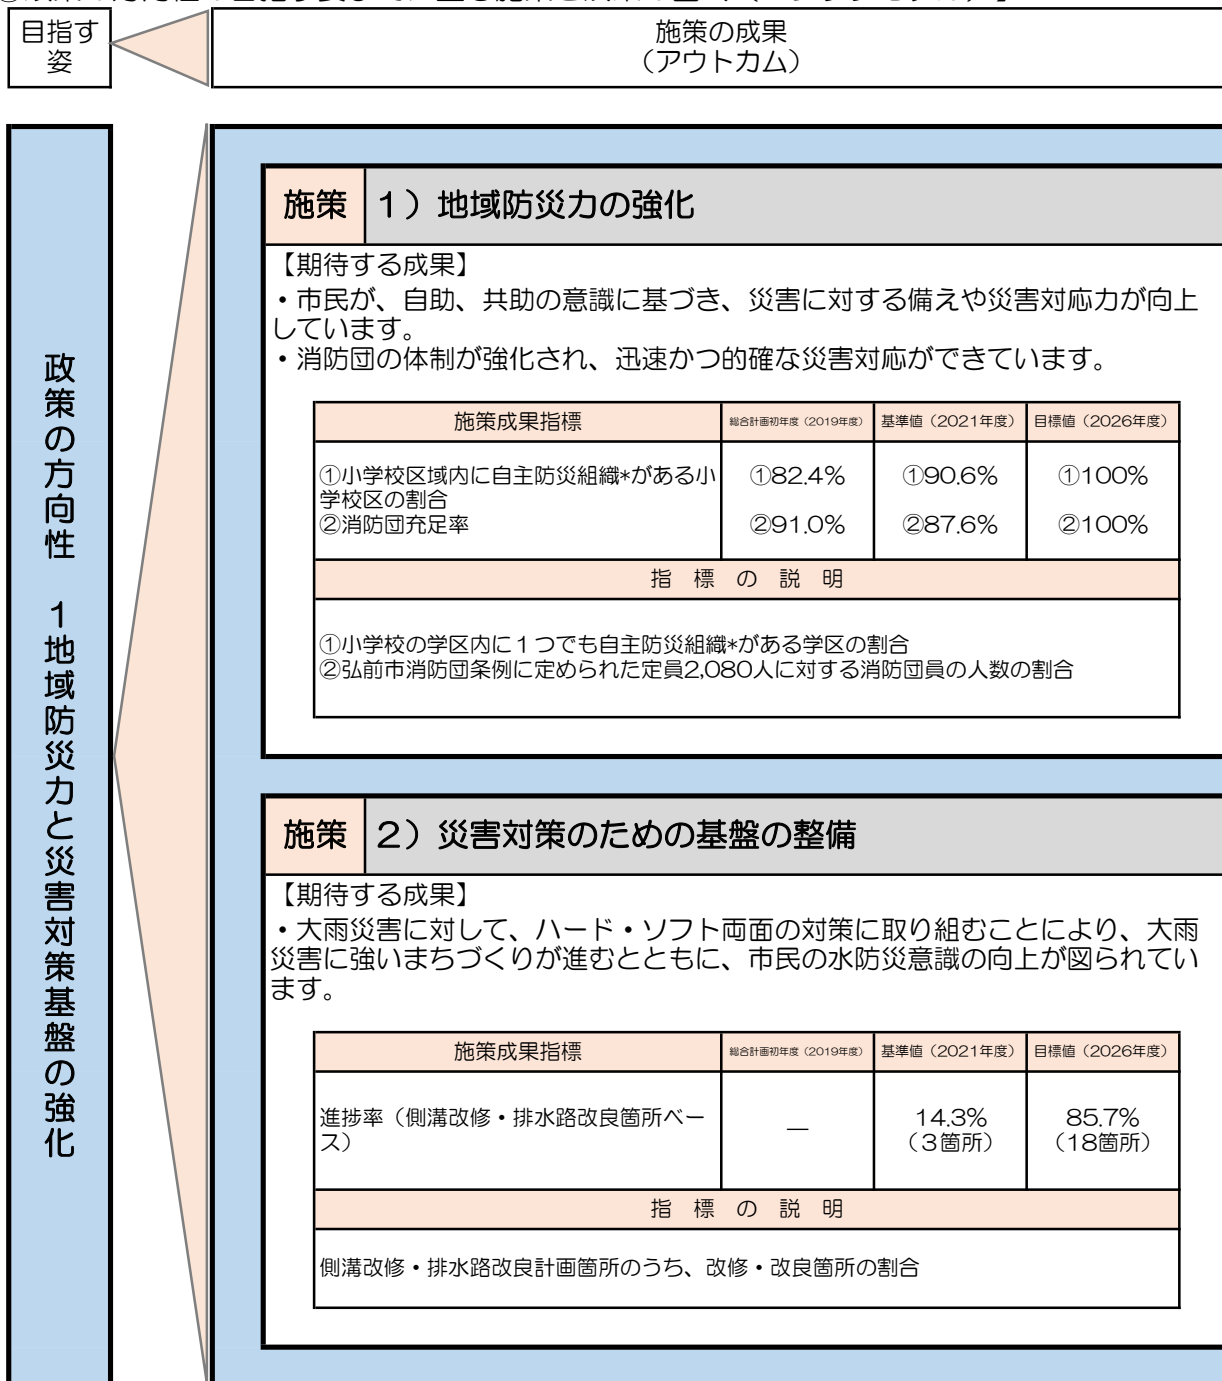 目指す
姿
施策の成果
（アウトカム）
政策の方向性　１地域防災力と災害対策基盤の強化
施策 １）地域防災力の強化
【期待する成果】
・市民が、自助、共助の意識に基づき、災害に対する備えや災害対応力が向上
しています。
・消防団の体制が強化され、迅速かつ的確な災害対応ができています。
施策成果指標 総合計画初年度（2019年度） 基準値（2021年度） 目標値（2026年度）
①小学校区域内に自主防災組織*がある小
学校区の割合
②消防団充足率
①82.4% ①90.6% ①100%
②91.0% ②87.6% ②100%
指　標　の　説　明
①小学校の学区内に１つでも自主防災組織*がある学区の割合
②弘前市消防団条例に定められた定員2,080人に対する消防団員の人数の割合
施策 ２）災害対策のための基盤の整備
【期待する成果】
・大雨災害に対して、ハード・ソフト両面の対策に取り組むことにより、大雨
災害に強いまちづくりが進むとともに、市民の水防災意識の向上が図られてい
ます。
施策成果指標 総合計画初年度（2019年度） 基準値（2021年度） 目標値（2026年度）
進捗率（側溝改修・排水路改良箇所ベー
ス）
― 14.3% 85.7%
（３箇所） （18箇所）
指　標　の　説　明
側溝改修・排水路改良計画箇所のうち、改修・改良箇所の割合